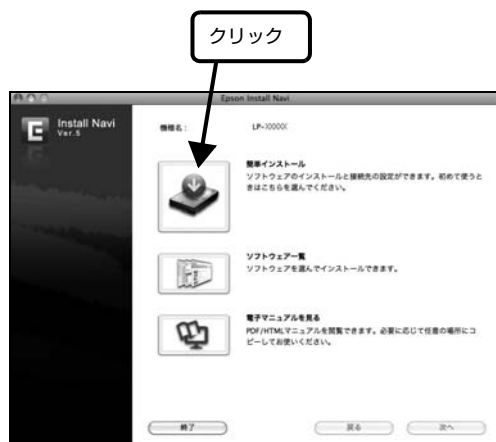 クリック
Epson Install Navi
Install Navi
Ver.5
機種名：
LP-XXXXX
簡単インストール
ソフトウェアのインストールと接続先の設定ができます。初めて使うと
きはこちらを選んでください。
ソフトウェア一覧
ソフトウェアを選んでインストールできます。
電子マニュアルを見る
PDF/HTMLマニュアルを閲覧できます。必要に応じて任意の場所にコ
ピーしてお使いください。
終了
戻る
次へ